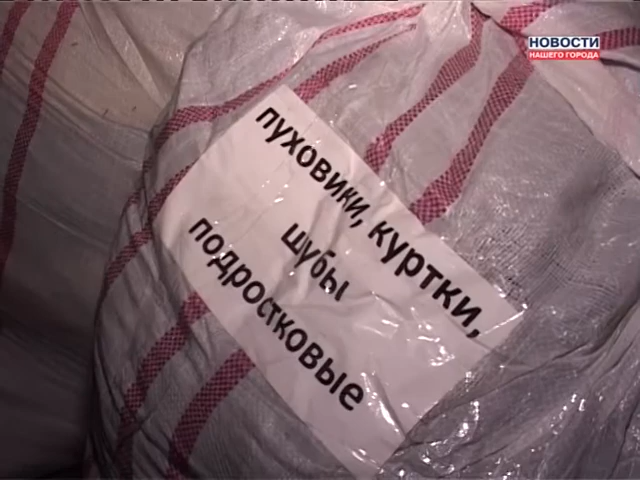 НОВОСТИ
НАШЕГО ГОРОДА
пуховики, куртки,
шубы
подростковые